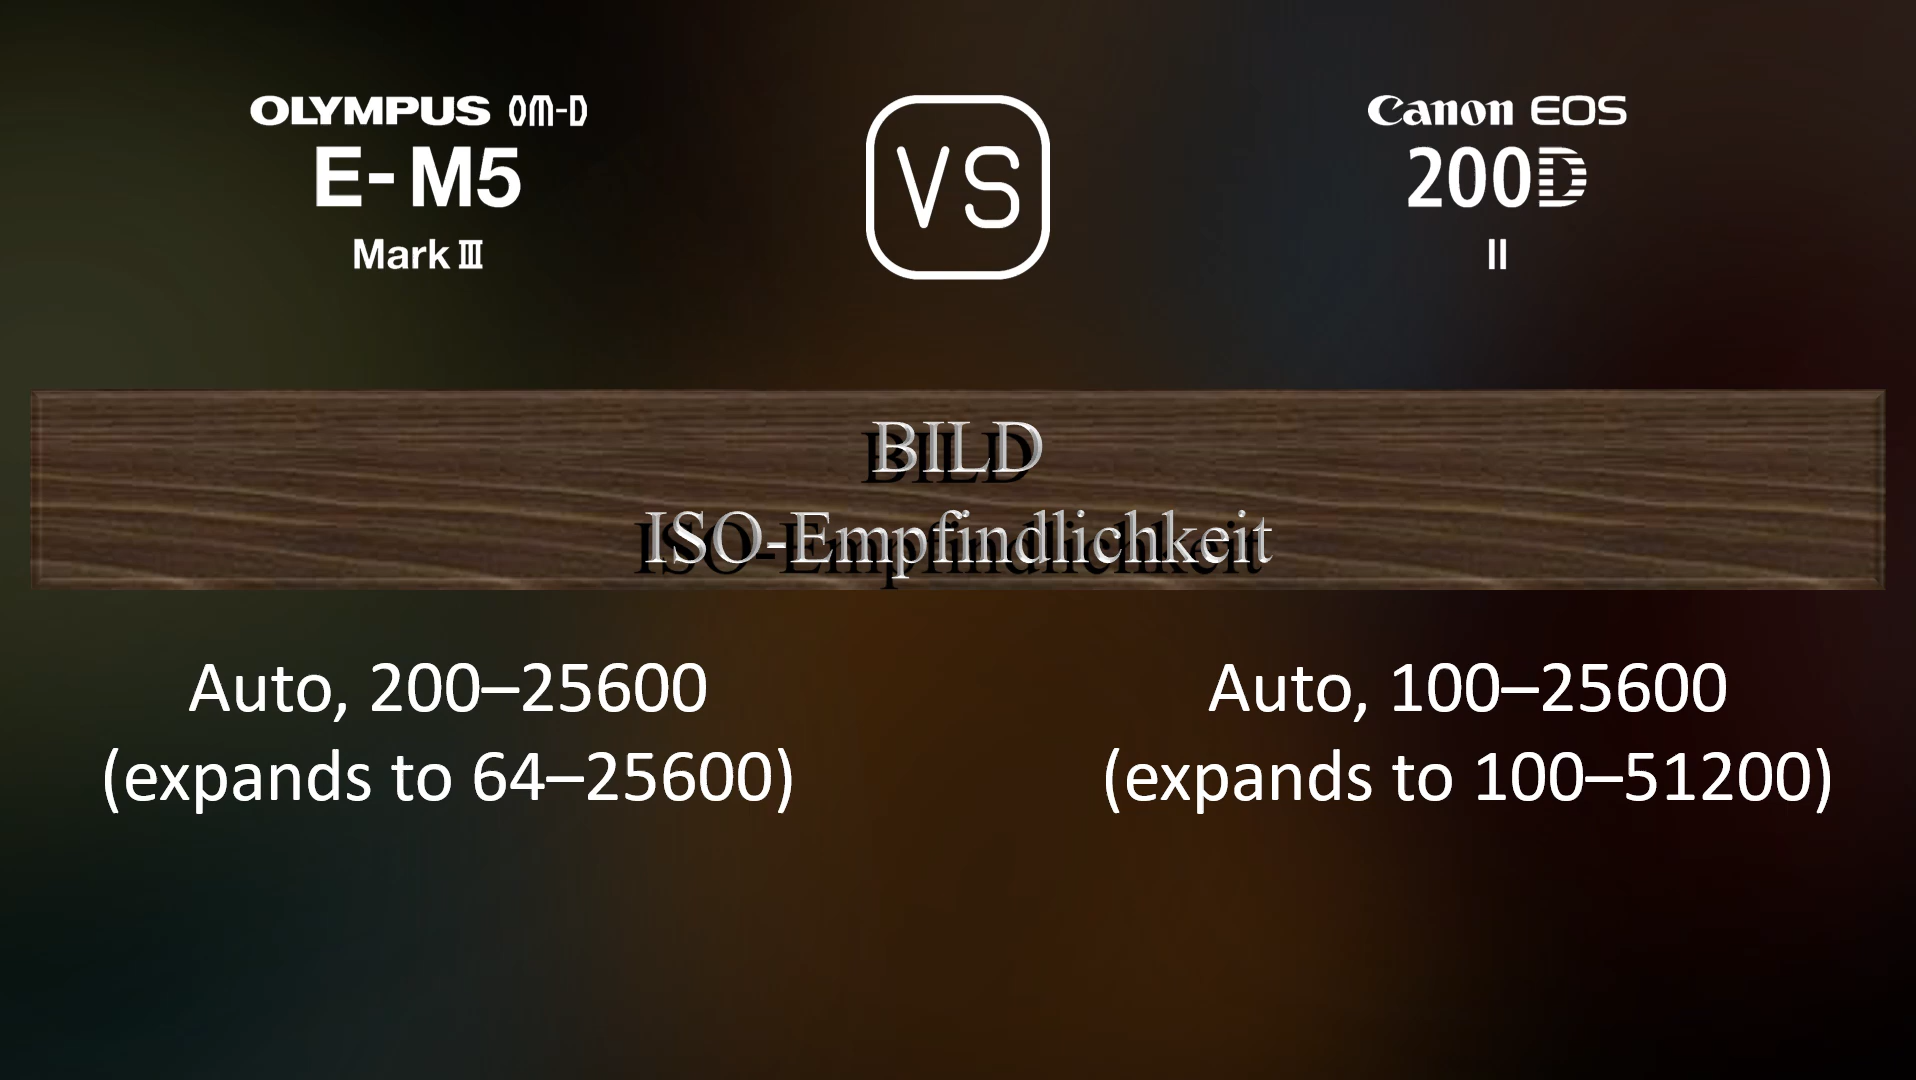 OLYMPUS OM-D
E-M5
Mark III
VS
Canon EOS
200D
II
BILD
ISO-Empfindlichkeit
Auto, 200–25600
(expands to 64–25600)
Auto, 100–25600
(expands to 100–51200)